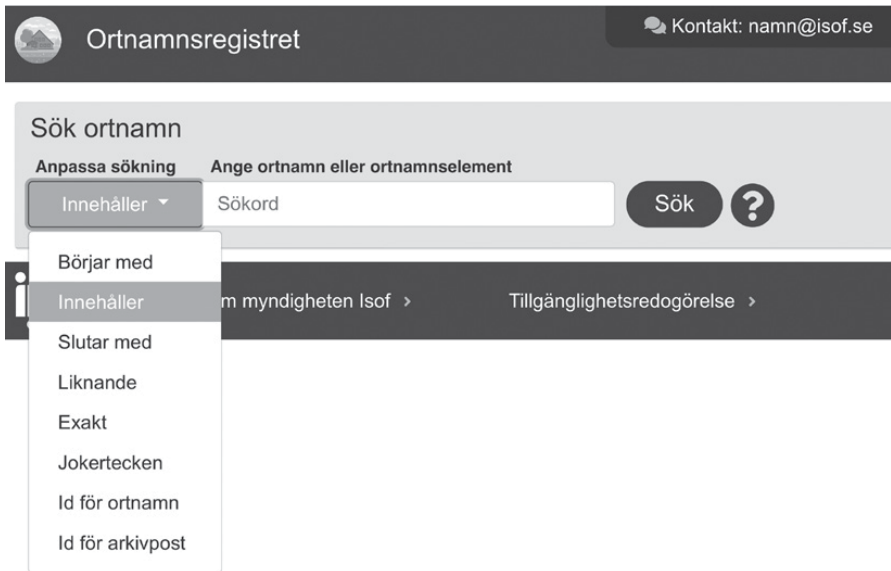 Ortnamnsregistret
Kontakt: namn@isof.se
Sök ortnamn
Anpassa sökning
Ange ortnamn eller ortnamnselement
Innehåller
Sökord
Sök
?
Börjar med
Innehåller
Slutar med
Liknande
Exakt
Jokertecken
Id för ortnamn
Id för arkivpost
m myndigheten Isof >
Tillgänglighetsredogörelse >